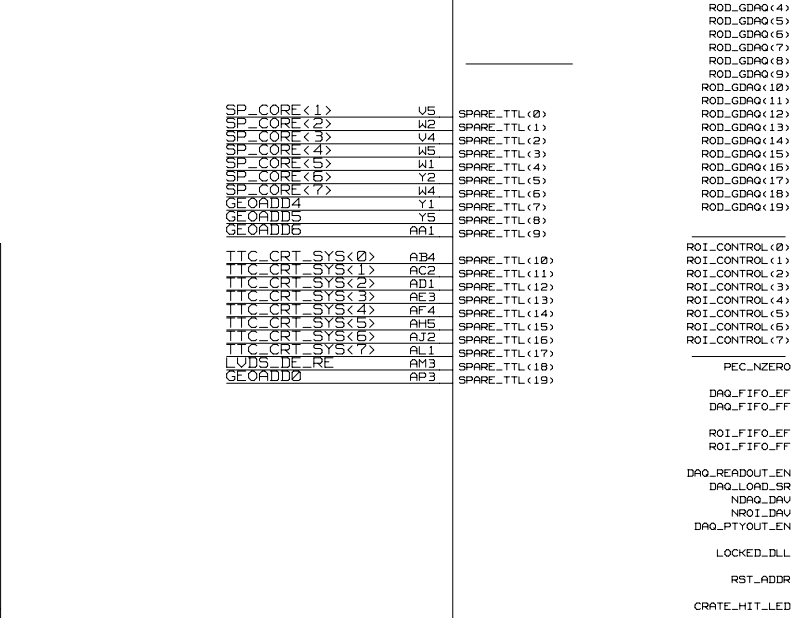 ROD_GDAQ<4>
ROD_GDAQ<5>
ROD_GDAQ<6>
ROD_GDAQ<7>
ROD_GDAQ<8>
ROD_GDAQ<9>
ROD_GDAQ<10>
ROD_GDAQ<11>
ROD_GDAQ<12>
ROD_GDAQ<13>
ROD_GDAQ<14>
ROD_GDAQ<15>
ROD_GDAQ<16>
ROD_GDAQ<17>
ROD_GDAQ<18>
ROD_GDAQ<19>
SP_CORE<1> V5 SPARE_TTL<0>
SP_CORE<2> W2 SPARE_TTL<1>
SP_CORE<3> V4 SPARE_TTL<2>
SP_CORE<4> W5 SPARE_TTL<3>
SP_CORE<5> W1 SPARE_TTL<4>
SP_CORE<6> Y2 SPARE_TTL<5>
SP_CORE<7> W4 SPARE_TTL<6>
GEOADD4 Y1 SPARE_TTL<7>
GEOADD5 Y5 SPARE_TTL<8>
GEOADD6 AA1 SPARE_TTL<9>
TTC_CRT_SYS<0> AB4 SPARE_TTL<10>
TTC_CRT_SYS<1> AC2 SPARE_TTL<11>
TTC_CRT_SYS<2> AD1 SPARE_TTL<12>
TTC_CRT_SYS<3> AE3 SPARE_TTL<13>
TTC_CRT_SYS<4> AF4 SPARE_TTL<14>
TTC_CRT_SYS<5> AH5 SPARE_TTL<15>
TTC_CRT_SYS<6> AJ2 SPARE_TTL<16>
TTC_CRT_SYS<7> AL1 SPARE_TTL<17>
LVDS_DE_RE AM3 SPARE_TTL<18>
GEOADD0 AP3 SPARE_TTL<19>
ROI_CONTROL<0>
ROI_CONTROL<1>
ROI_CONTROL<2>
ROI_CONTROL<3>
ROI_CONTROL<4>
ROI_CONTROL<5>
ROI_CONTROL<6>
ROI_CONTROL<7>
PEC_NZERO
DAQ_FIFO_EF
DAQ_FIFO_FF
ROI_FIFO_EF
ROI_FIFO_FF
DAQ_READOUT_EN
DAQ_LOAD_SR
NDAQ_DAV
NROI_DAV
DAQ_PTYOUT_EN
LOCKED_DLL
RST_ADDR
CRATE_HIT_LED